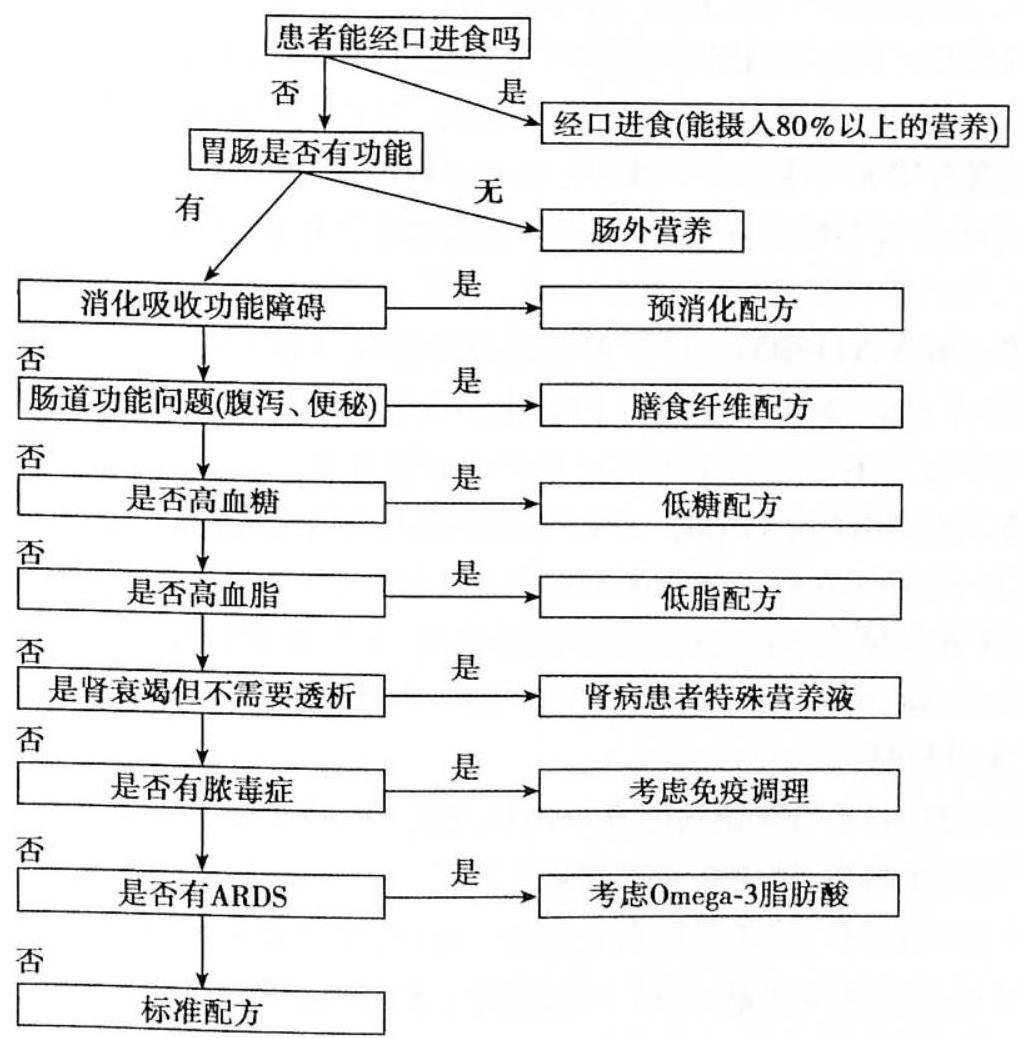 患者能经口进食吗
否
是
经口进食(能摄入80%以上的营养)
胃肠是否有功能
有
无
肠外营养
消化吸收功能障碍
是
预消化配方
否
肠道功能问题(腹泻、便秘)
是
膳食纤维配方
否
是否高血糖
是
低糖配方
否
是否高血脂
是
低脂配方
否
是肾衰竭但不需要透析
是
肾病患者特殊营养液
否
是否有脓毒症
是
考虑免疫调理
否
是否有ARDS
是
考虑Omega-3脂肪酸
否
标准配方